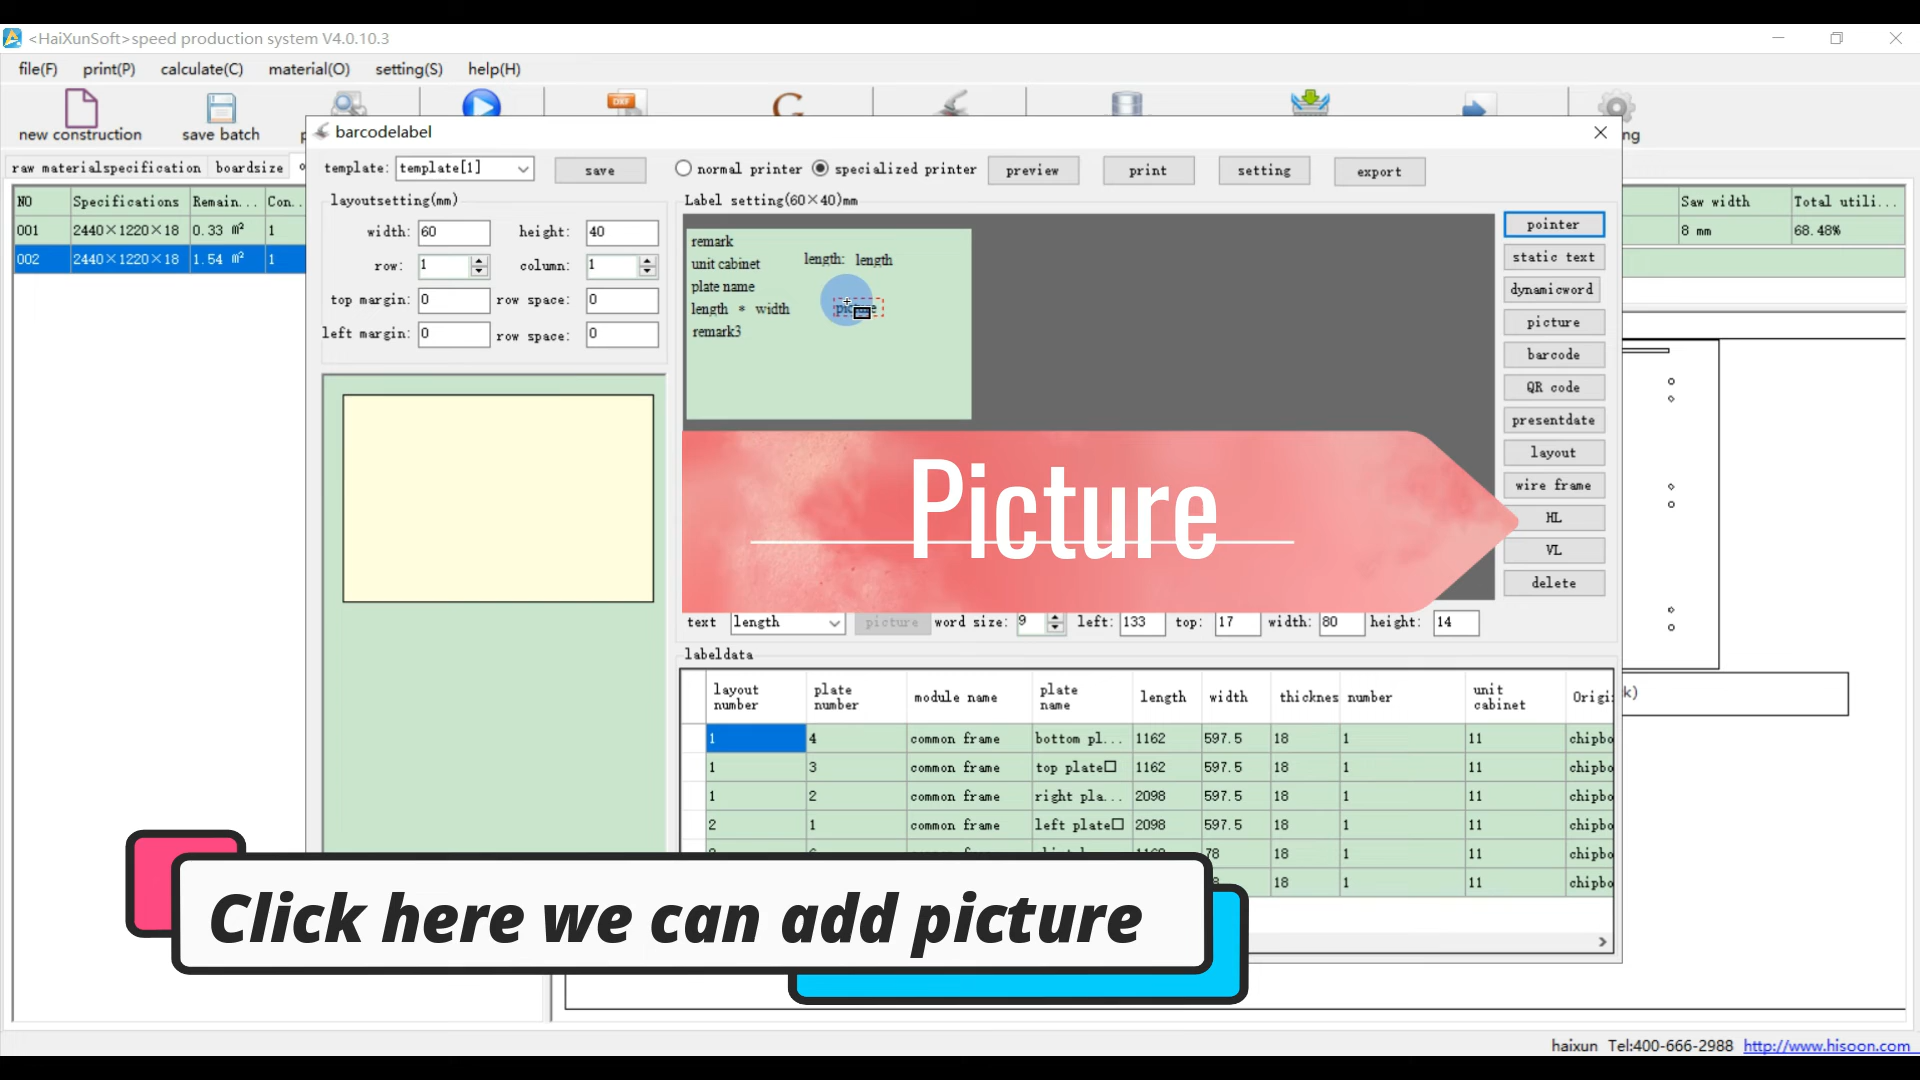 <HaiXunSoft>speed production system V4.0.10.3
file(F) print(P) calculate(C) material(O) setting(S) help(H)
DXF
new construction save batch
barcodelabel
raw materialspecification boardsize
template: template[1] save normal printer specialized printer preview print setting export
NO Specifications Remain... Con...
001 2440×1220×18 0.33 m² 1
002 2440×1220×18 1.54 m² 1
Saw width Total utili...
8 mm 68.48%
layoutsetting(mm)
width: 60 height: 40
row: 1 column: 1
top margin: 0 row space: 0
left margin: 0 row space: 0
Label setting(60×40)mm
remark
unit cabinet length: length
plate name
length * width
remark3
pointer
static text
dynamicword
picture
barcode
QR code
presentdate
layout
wire frame
HL
VL
delete
Picture
text length picture word size: 9 left: 133 top: 17 width: 80 height: 14
labeldata
layout number plate number module name plate name length width thicknes number unit cabinet Origi
1 4 common frame bottom pl... 1162 597.5 18 1 11 chipbo
1 3 common frame top plate□ 1162 597.5 18 1 11 chipbo
1 2 common frame right pla... 2098 597.5 18 1 11 chipbo
2 1 common frame left plate□ 2098 597.5 18 1 11 chipbo
78 18 1 11 chipbo
18 1 11 chipbo
Click here we can add picture
haixun Tel:400-666-2988 http://www.hisoon.com